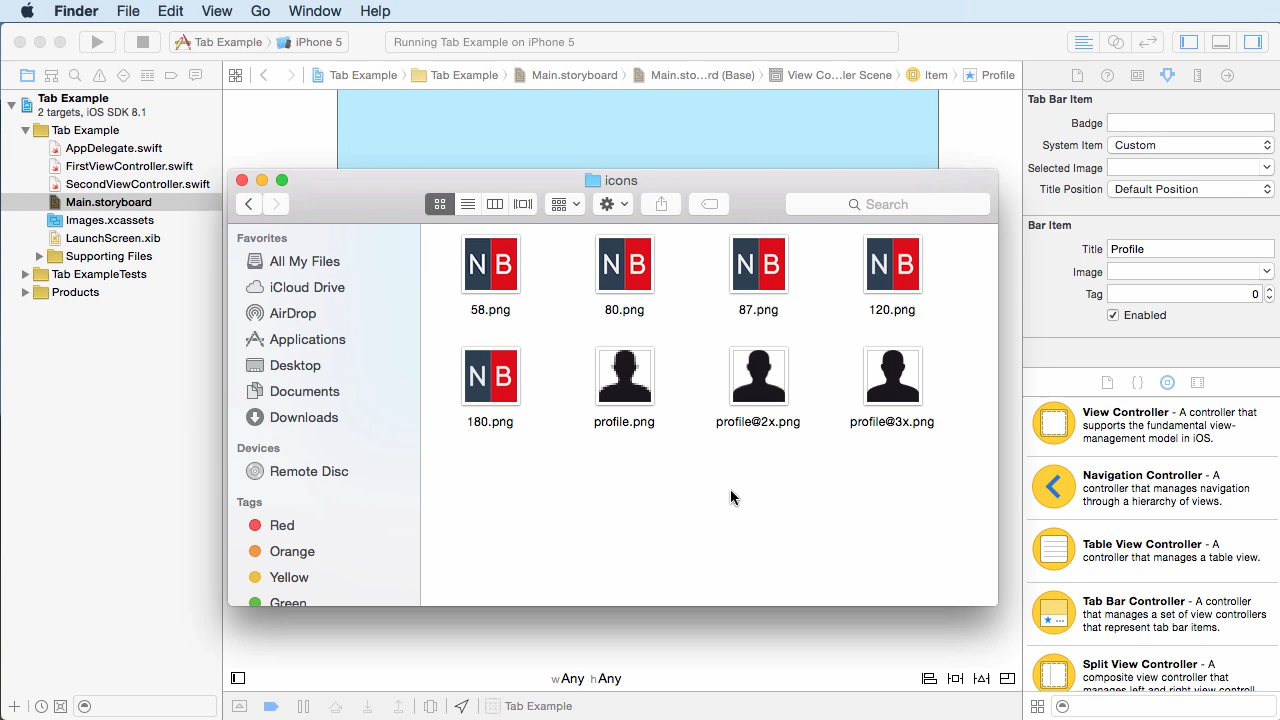 Finder File Edit View Go Window Help
Tab Example iPhone 5 Running Tab Example on iPhone 5
Tab Example Tab Example Main.storyboard Main.sto...rd (Base) View Co...ler Scene Item Profile
Tab Example
2 targets, iOS SDK 8.1
Tab Example
AppDelegate.swift
FirstViewController.swift
SecondViewController.swift
Main.storyboard
Images.xcassets
LaunchScreen.xib
Supporting Files
Tab ExampleTests
Products
icons
Search
Favorites
All My Files
iCloud Drive
AirDrop
Applications
Desktop
Documents
Downloads
Devices
Remote Disc
Tags
Red
Orange
Yellow
Green
NB NB NB NB
58.png 80.png 87.png 120.png
NB
180.png profile.png profile@2x.png profile@3x.png
wAny hAny
Tab Example
Tab Bar Item
Badge
System Item Custom
Selected Image
Title Position Default Position
Bar Item
Title Profile
Image
Tag 0
Enabled
View Controller - A controller that
supports the fundamental view-
management model in iOS.
Navigation Controller - A
controller that manages navigation
through a hierarchy of views.
Table View Controller - A
controller that manages a table view.
Tab Bar Controller - A controller
that manages a set of view controllers
that represent tab bar items.
Split View Controller - A
composite view controller that
manages left and right view control